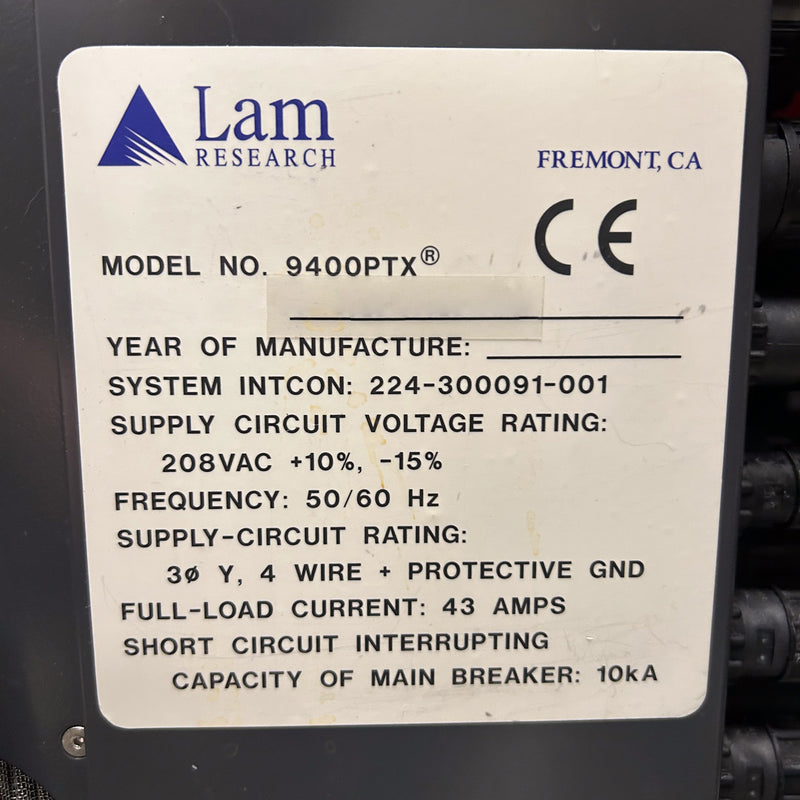 Lam
RESEARCH
FREMONT, CA
CE
MODEL NO. 9400PTX®
YEAR OF MANUFACTURE:
SYSTEM INTCON: 224-300091-001
SUPPLY CIRCUIT VOLTAGE RATING:
208VAC +10%, -15%
FREQUENCY: 50/60 Hz
SUPPLY-CIRCUIT RATING:
3ø Y, 4 WIRE + PROTECTIVE GND
FULL-LOAD CURRENT: 43 AMPS
SHORT CIRCUIT INTERRUPTING
CAPACITY OF MAIN BREAKER: 10kA